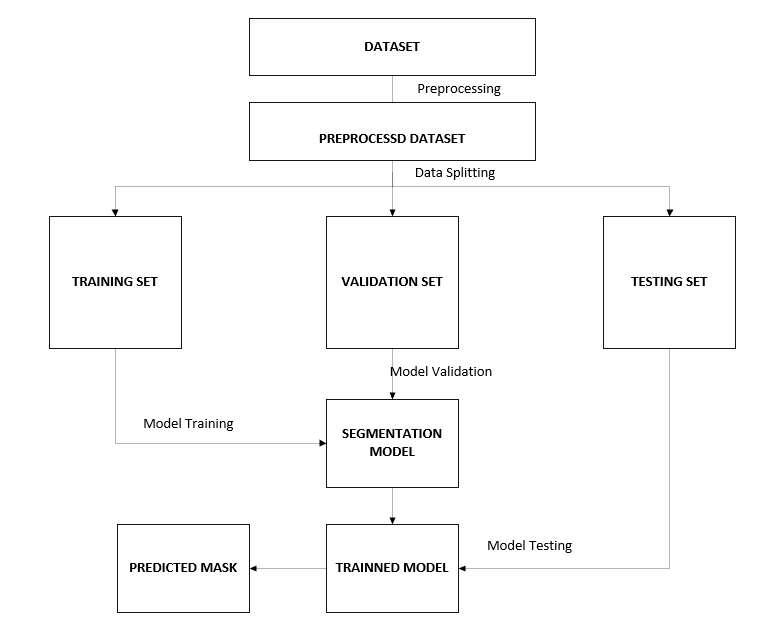 DATASET
Preprocessing
PREPROCESSD DATASET
Data Splitting
TRAINING SET
VALIDATION SET
TESTING SET
Model Validation
Model Training
SEGMENTATION
MODEL
Model Testing
PREDICTED MASK
TRAINNED MODEL